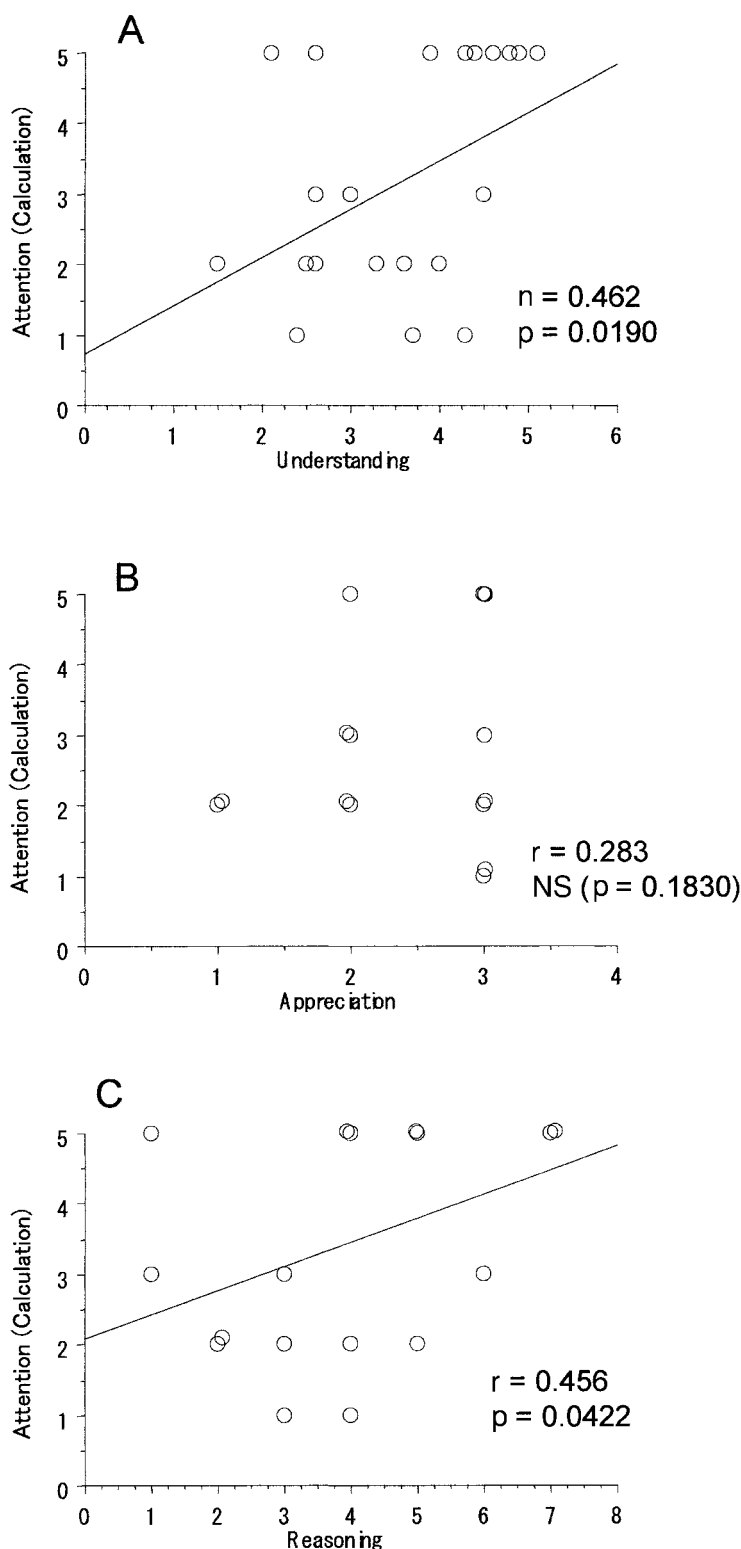 A
5
4
3
2
1
0
Attention (Calculation)
n = 0.462
p = 0.0190
0 1 2 3 4 5 6
Understanding
B
5
4
3
2
1
0
Attention (Calculation)
r = 0.283
NS (p = 0.1830)
0 1 2 3 4
Appreciation
C
5
4
3
2
1
0
Attention (Calculation)
r = 0.456
p = 0.0422
0 1 2 3 4 5 6 7 8
Reasoning